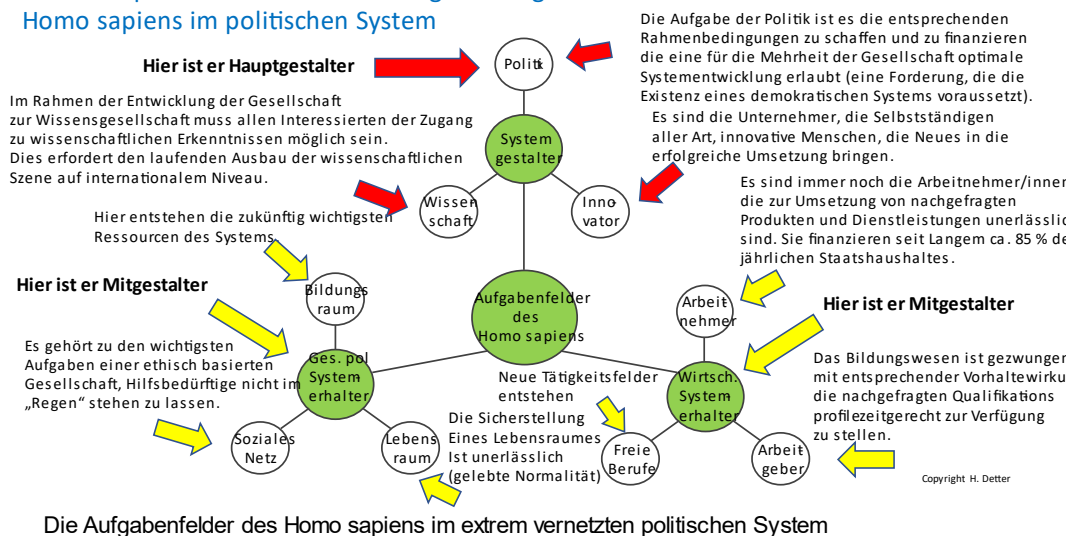 Homo sapiens im politischen System
Hier ist er Hauptgestalter
Politik
Die Aufgabe der Politik ist es die entsprechenden
Rahmenbedingungen zu schaffen und zu finanzieren
die eine für die Mehrheit der Gesellschaft optimale
Systementwicklung erlaubt (eine Forderung, die die
Existenz eines demokratischen Systems voraussetzt).
Im Rahmen der Entwicklung der Gesellschaft
zur Wissensgesellschaft muss allen Interessierten der Zugang
zu wissenschaftlichen Erkenntnissen möglich sein.
Dies erfordert den laufenden Ausbau der wissenschaftlichen
Szene auf internationalem Niveau.
System
gestalter
Es sind die Unternehmer, die Selbstständigen
aller Art, innovative Menschen, die Neues in die
erfolgreiche Umsetzung bringen.
Wissen
schaft
Inno-
vator
Es sind immer noch die Arbeitnehmer/innen
die zur Umsetzung von nachgefragten
Produkten und Dienstleistungen unerlässlic
sind. Sie finanzieren seit Langem ca. 85 % de
jährlichen Staatshaushaltes.
Hier entstehen die zukünftig wichtigsten
Ressourcen des Systems
Hier ist er Mitgestalter
Bildungs
raum
Aufgabenfelder
des
Homo sapiens
Arbeit
nehmer
Hier ist er Mitgestalter
Es gehört zu den wichtigsten
Aufgaben einer ethisch basierten
Gesellschaft, Hilfsbedürftige nicht im
„Regen" stehen zu lassen.
Ges. pol
System-
erhalter
Neue Tätigkeitsfelder
entstehen
Wirtsch.
System-
erhalter
Das Bildungswesen ist gezwungen
mit entsprechender Vorhaltewirku
die nachgefragten Qualifikations
profilezeitgerecht zur Verfügung
zu stellen.
Soziales
Netz
Lebens
raum
Die Sicherstellung
Eines Lebensraumes
Ist unerlässlich
(gelebte Normalität)
Freie
Berufe
Arbeit
geber
Copyright H. Detter
Die Aufgabenfelder des Homo sapiens im extrem vernetzten politischen System